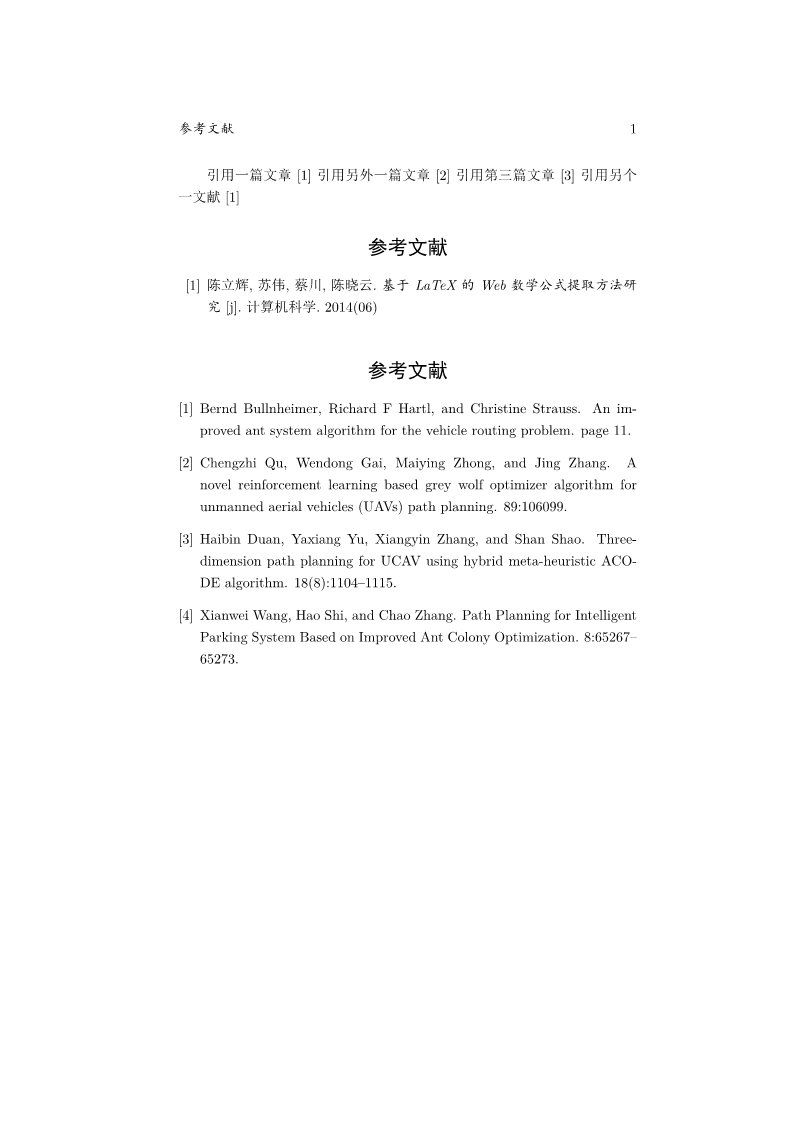 参考文献 1
引用一篇文章 [1] 引用另外一篇文章 [2] 引用第三篇文章 [3] 引用另个
一文献 [1]
参考文献
[1] 陈立辉, 苏伟, 蔡川, 陈晓云. 基于 LaTeX 的 Web 数学公式提取方法研
究 [j]. 计算机科学. 2014(06)
参考文献
[1] Bernd Bullnheimer, Richard F Hartl, and Christine Strauss. An im-
proved ant system algorithm for the vehicle routing problem. page 11.
[2] Chengzhi Qu, Wendong Gai, Maiying Zhong, and Jing Zhang. A
novel reinforcement learning based grey wolf optimizer algorithm for
unmanned aerial vehicles (UAVs) path planning. 89:106099.
[3] Haibin Duan, Yaxiang Yu, Xiangyin Zhang, and Shan Shao. Three-
dimension path planning for UCAV using hybrid meta-heuristic ACO-
DE algorithm. 18(8):1104–1115.
[4] Xianwei Wang, Hao Shi, and Chao Zhang. Path Planning for Intelligent
Parking System Based on Improved Ant Colony Optimization. 8:65267–
65273.